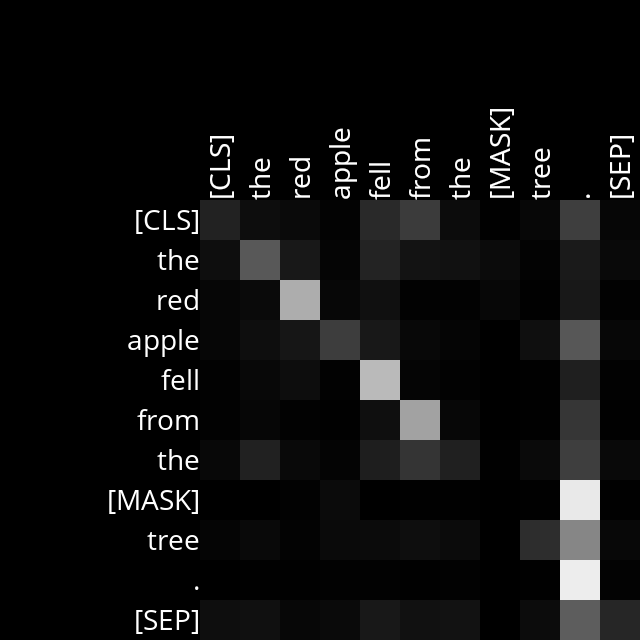 [CLS] the red apple fell from the [MASK] tree . [SEP]
[CLS]
the
red
apple
fell
from
the
[MASK]
tree
.
[SEP]